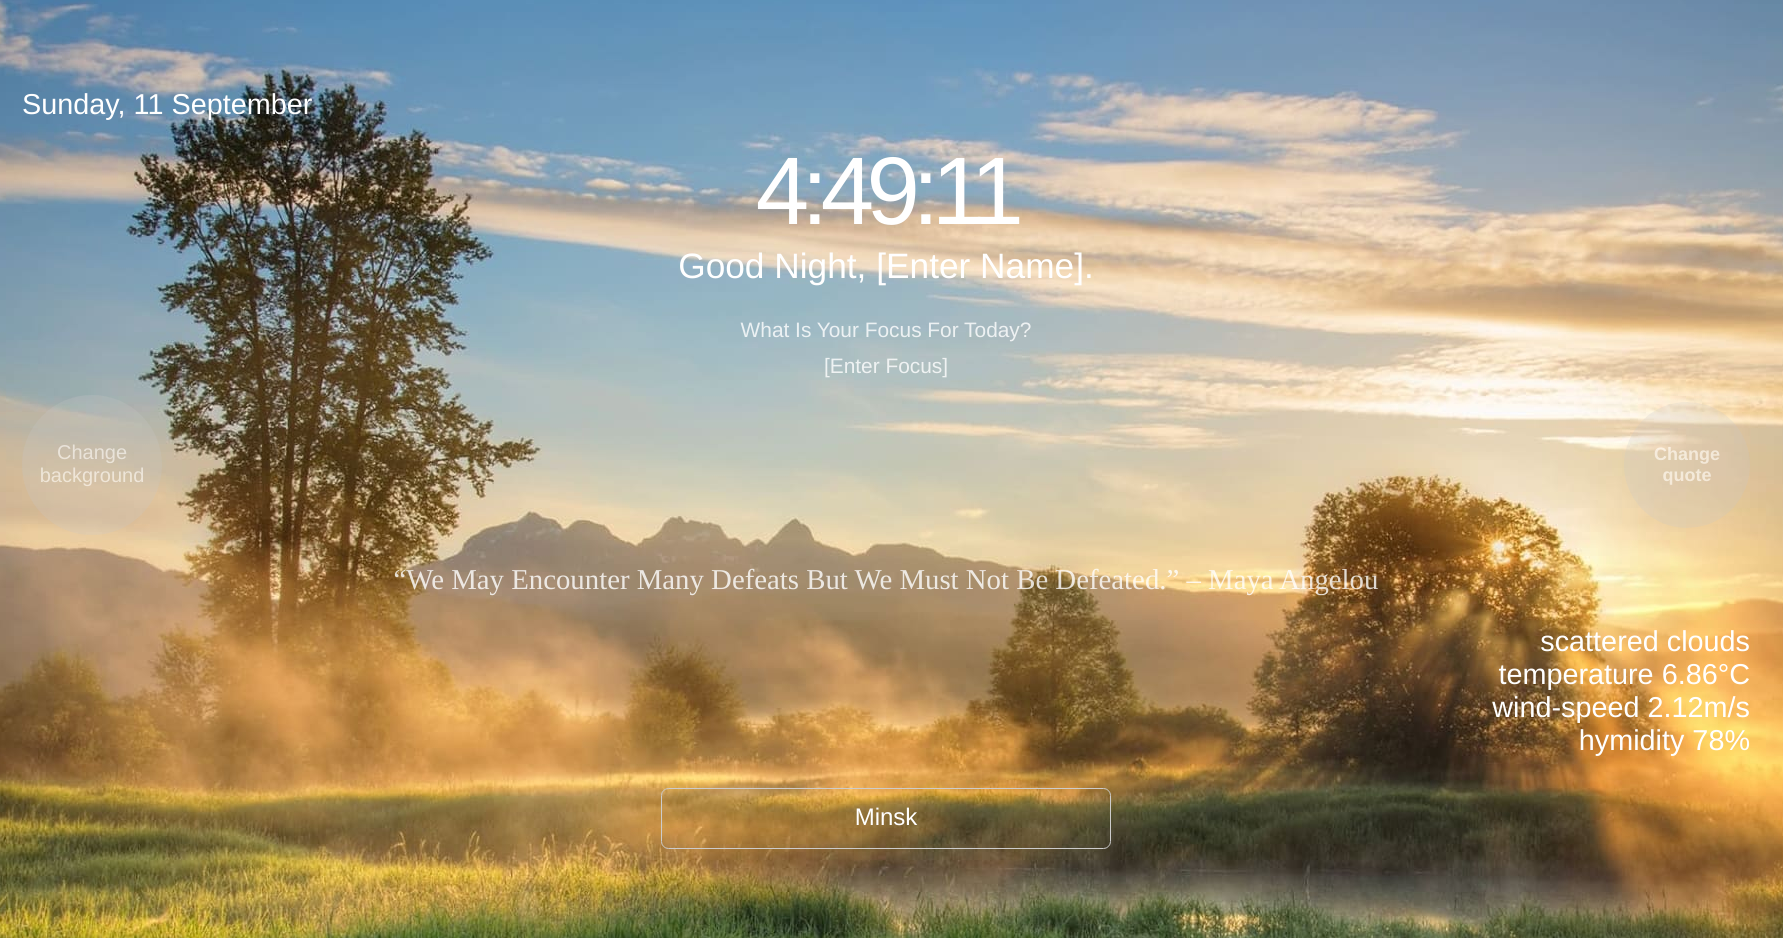 Sunday, 11 September
4:49:11
Good Night, [Enter Name].
What Is Your Focus For Today?
[Enter Focus]
Change
background
Change
quote
“We May Encounter Many Defeats But We Must Not Be Defeated.” – Maya Angelou
scattered clouds
temperature 6.86°C
wind-speed 2.12m/s
hymidity 78%
Minsk